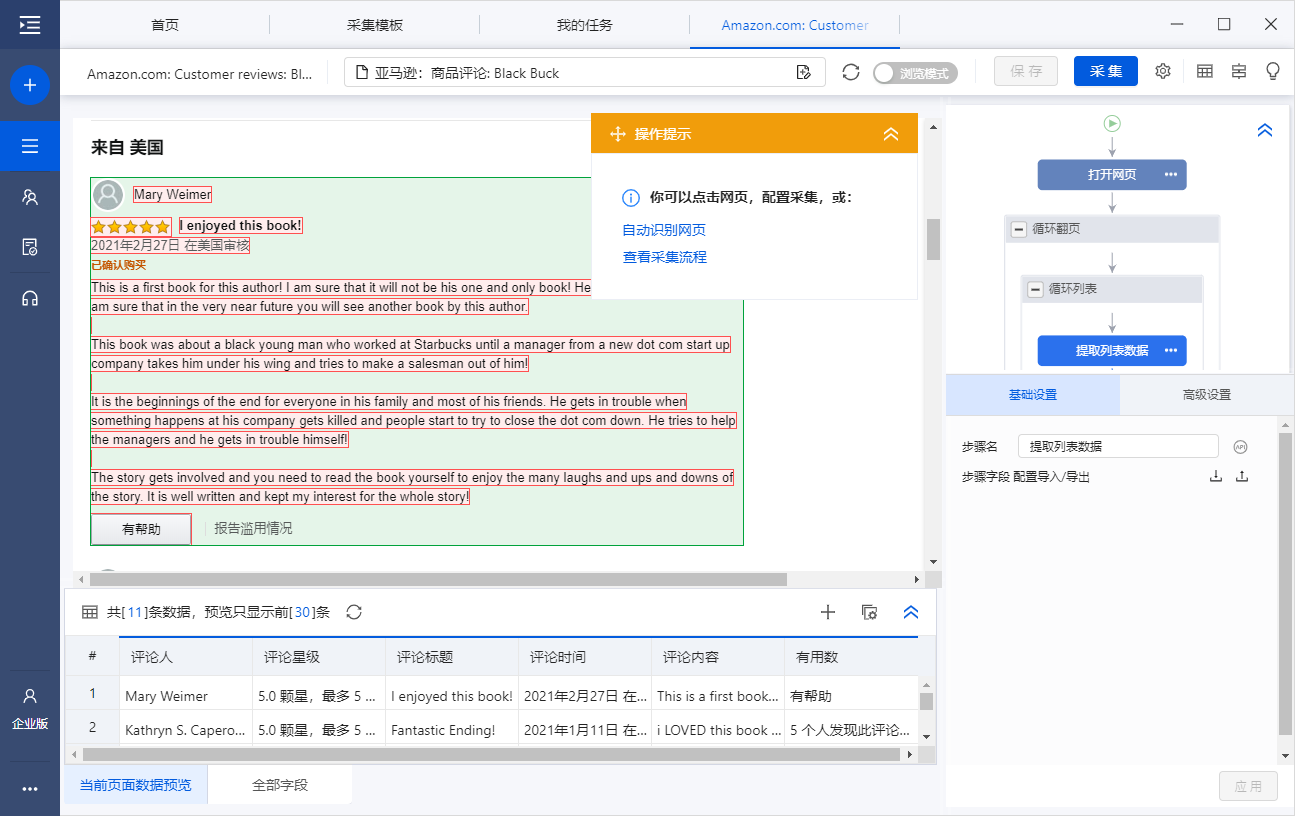 首页
采集模板
我的任务
Amazon.com: Customer
Amazon.com: Customer reviews: Bl...
亚马逊：商品评论: Black Buck
浏览模式
保 存
采 集
来自 美国
Mary Weimer
I enjoyed this book!
2021年2月27日 在美国审核
已确认购买
This is a first book for this author! I am sure that it will not be his one and only book! He
am sure that in the very near future you will see another book by this author.
This book was about a black young man who worked at Starbucks until a manager from a new dot com start up
company takes him under his wing and tries to make a salesman out of him!
It is the beginnings of the end for everyone in his family and most of his friends. He gets in trouble when
something happens at his company gets killed and people start to try to close the dot com down. He tries to help
the managers and he gets in trouble himself!
The story gets involved and you need to read the book yourself to enjoy the many laughs and ups and downs of
the story. It is well written and kept my interest for the whole story!
有帮助
报告滥用情况
操作提示
你可以点击网页，配置采集，或：
自动识别网页
查看采集流程
打开网页
循环翻页
循环列表
提取列表数据
基础设置
高级设置
步骤名
提取列表数据
API
步骤字段 配置导入/导出
应 用
共[ 11 ]条数据，预览只显示前[ 30 ]条
# 评论人 评论星级 评论标题 评论时间 评论内容 有用数
1 Mary Weimer 5.0 颗星，最多 5 ... I enjoyed this book! 2021年2月27日 在... This is a first book... 有帮助
2 Kathryn S. Capero... 5.0 颗星，最多 5 ... Fantastic Ending! 2021年1月11日 在... i LOVED this book ... 5 个人发现此评论...
当前页面数据预览
全部字段
企业版